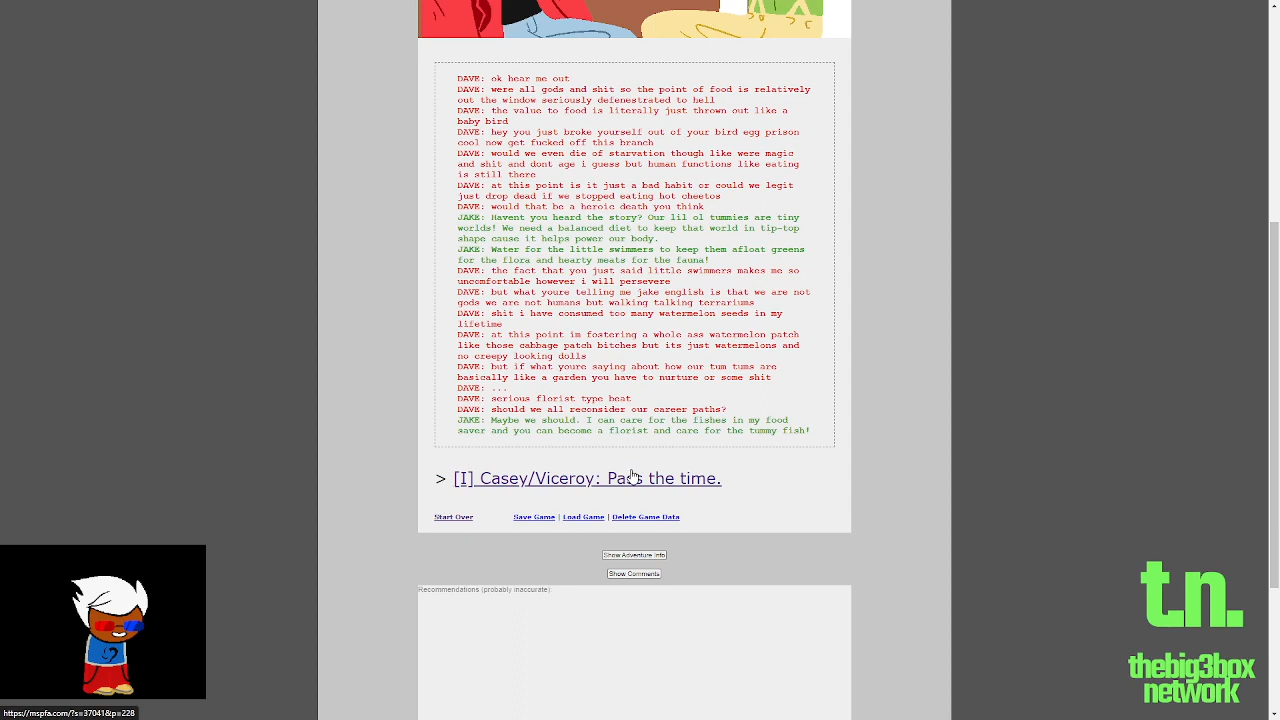 DAVE: ok hear me out
DAVE: were all gods and shit so the point of food is relatively
out the window seriously defenestrated to hell
DAVE: the value to food is literally just thrown out like a
baby bird
DAVE: hey you just broke yourself out of your bird egg prison
cool now get fucked off this branch
DAVE: would we even die of starvation though like were magic
and shit and dont age i guess but human functions like eating
is still there
DAVE: at this point is it just a bad habit or could we legit
just drop dead if we stopped eating hot cheetos
DAVE: would that be a heroic death you think
JAKE: Havent you heard the story? Our lil ol tummies are tiny
worlds! We need a balanced diet to keep that world in tip-top
shape cause it helps power our body.
JAKE: Water for the little swimmers to keep them afloat greens
for the flora and hearty meats for the fauna!
DAVE: the fact that you just said little swimmers makes me so
uncomfortable however i will persevere
DAVE: but what youre telling me jake english is that we are not
gods we are not humans but walking talking terrariums
DAVE: shit i have consumed too many watermelon seeds in my
lifetime
DAVE: at this point im fostering a whole ass watermelon patch
like those cabbage patch bitches but its just watermelons and
no creepy looking dolls
DAVE: but if what youre saying about how our tum tums are
basically like a garden you have to nurture or some shit
DAVE: ...
DAVE: serious florist type beat
DAVE: should we all reconsider our career paths?
JAKE: Maybe we should. I can care for the fishes in my food
saver and you can become a florist and care for the tummy fish!
> [I] Casey/Viceroy: Pass the time.
Start Over Save Game | Load Game | Delete Game Data
Show Adventure Info
Show Comments
Recommendations (probably inaccurate):
t.n.
thebig3box
network
https://mspfa.com/?s=37041&p=228